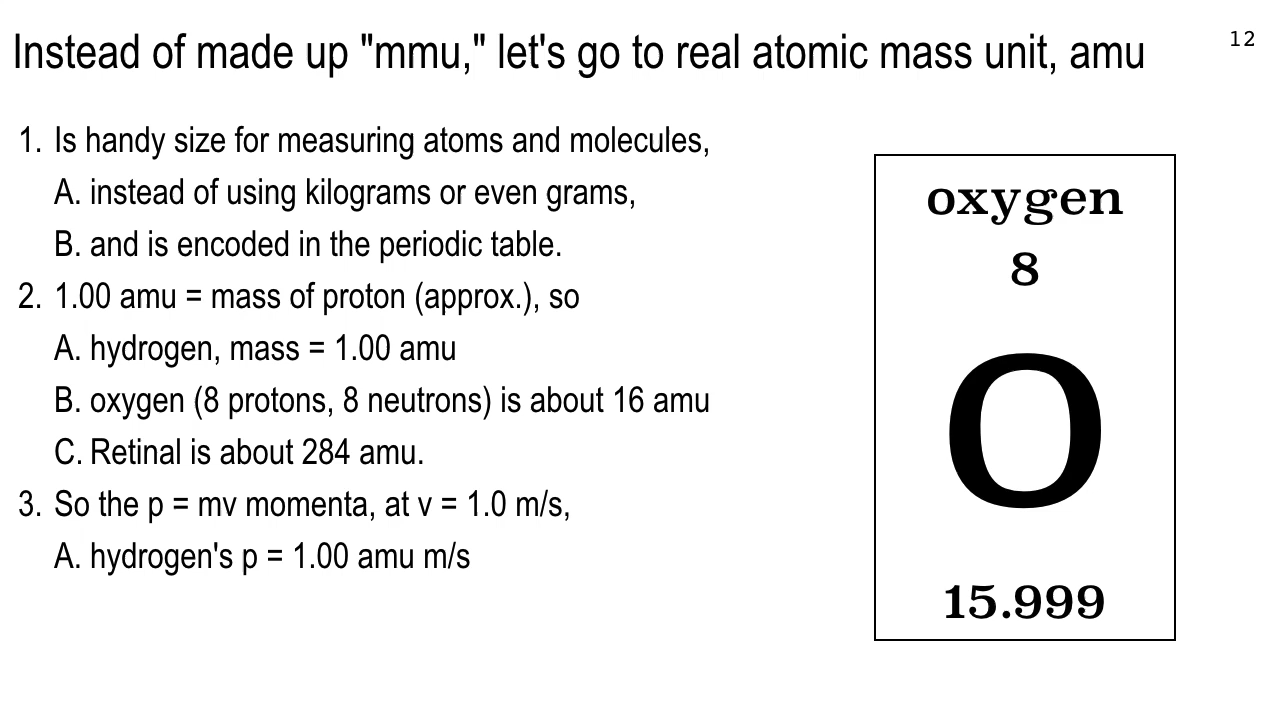 Instead of made up "mmu," let's go to real atomic mass unit, amu
12
1. Is handy size for measuring atoms and molecules,
A. instead of using kilograms or even grams,
B. and is encoded in the periodic table.
2. 1.00 amu = mass of proton (approx.), so
A. hydrogen, mass = 1.00 amu
B. oxygen (8 protons, 8 neutrons) is about 16 amu
C. Retinal is about 284 amu.
3. So the p = mv momenta, at v = 1.0 m/s,
A. hydrogen's p = 1.00 amu m/s
oxygen
8
O
15.999